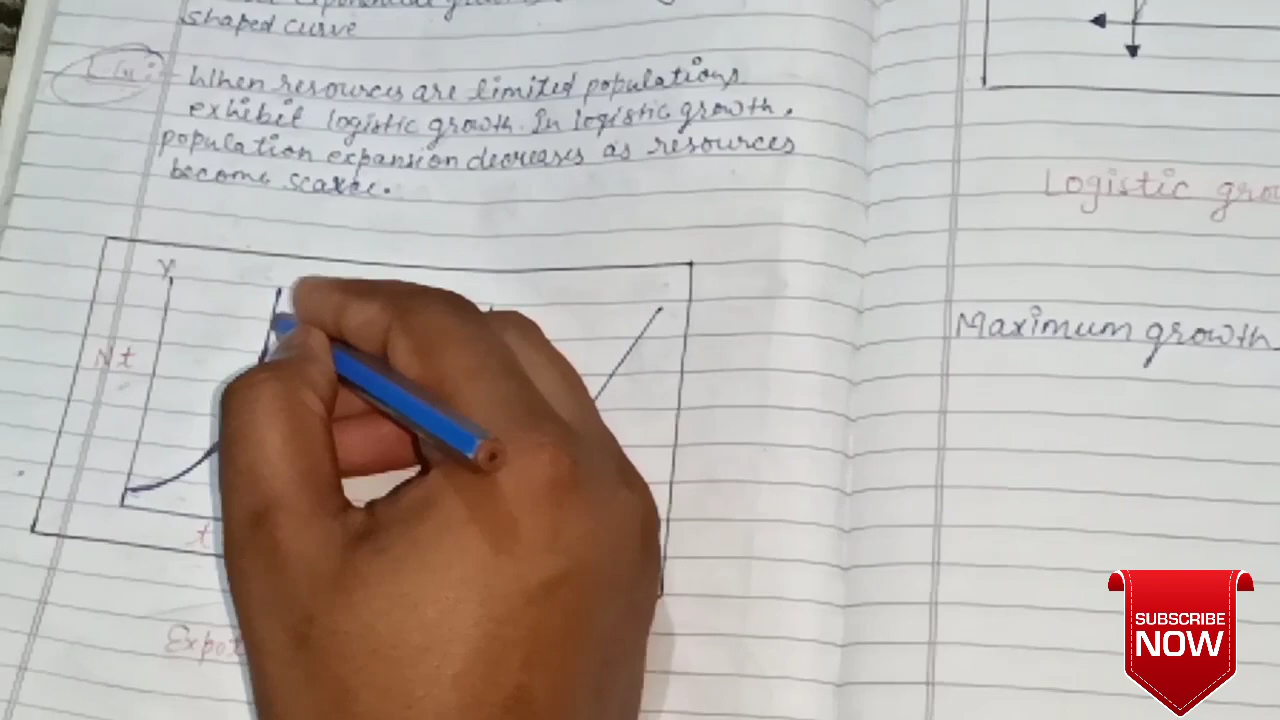 shaped curve
When resources are limited populations
exhibit logistic growth. In logistic growth,
population expansion decreases as resources
become scarce.
Y
Nt
t
Logistic
Maximum growth
SUBSCRIBE
NOW